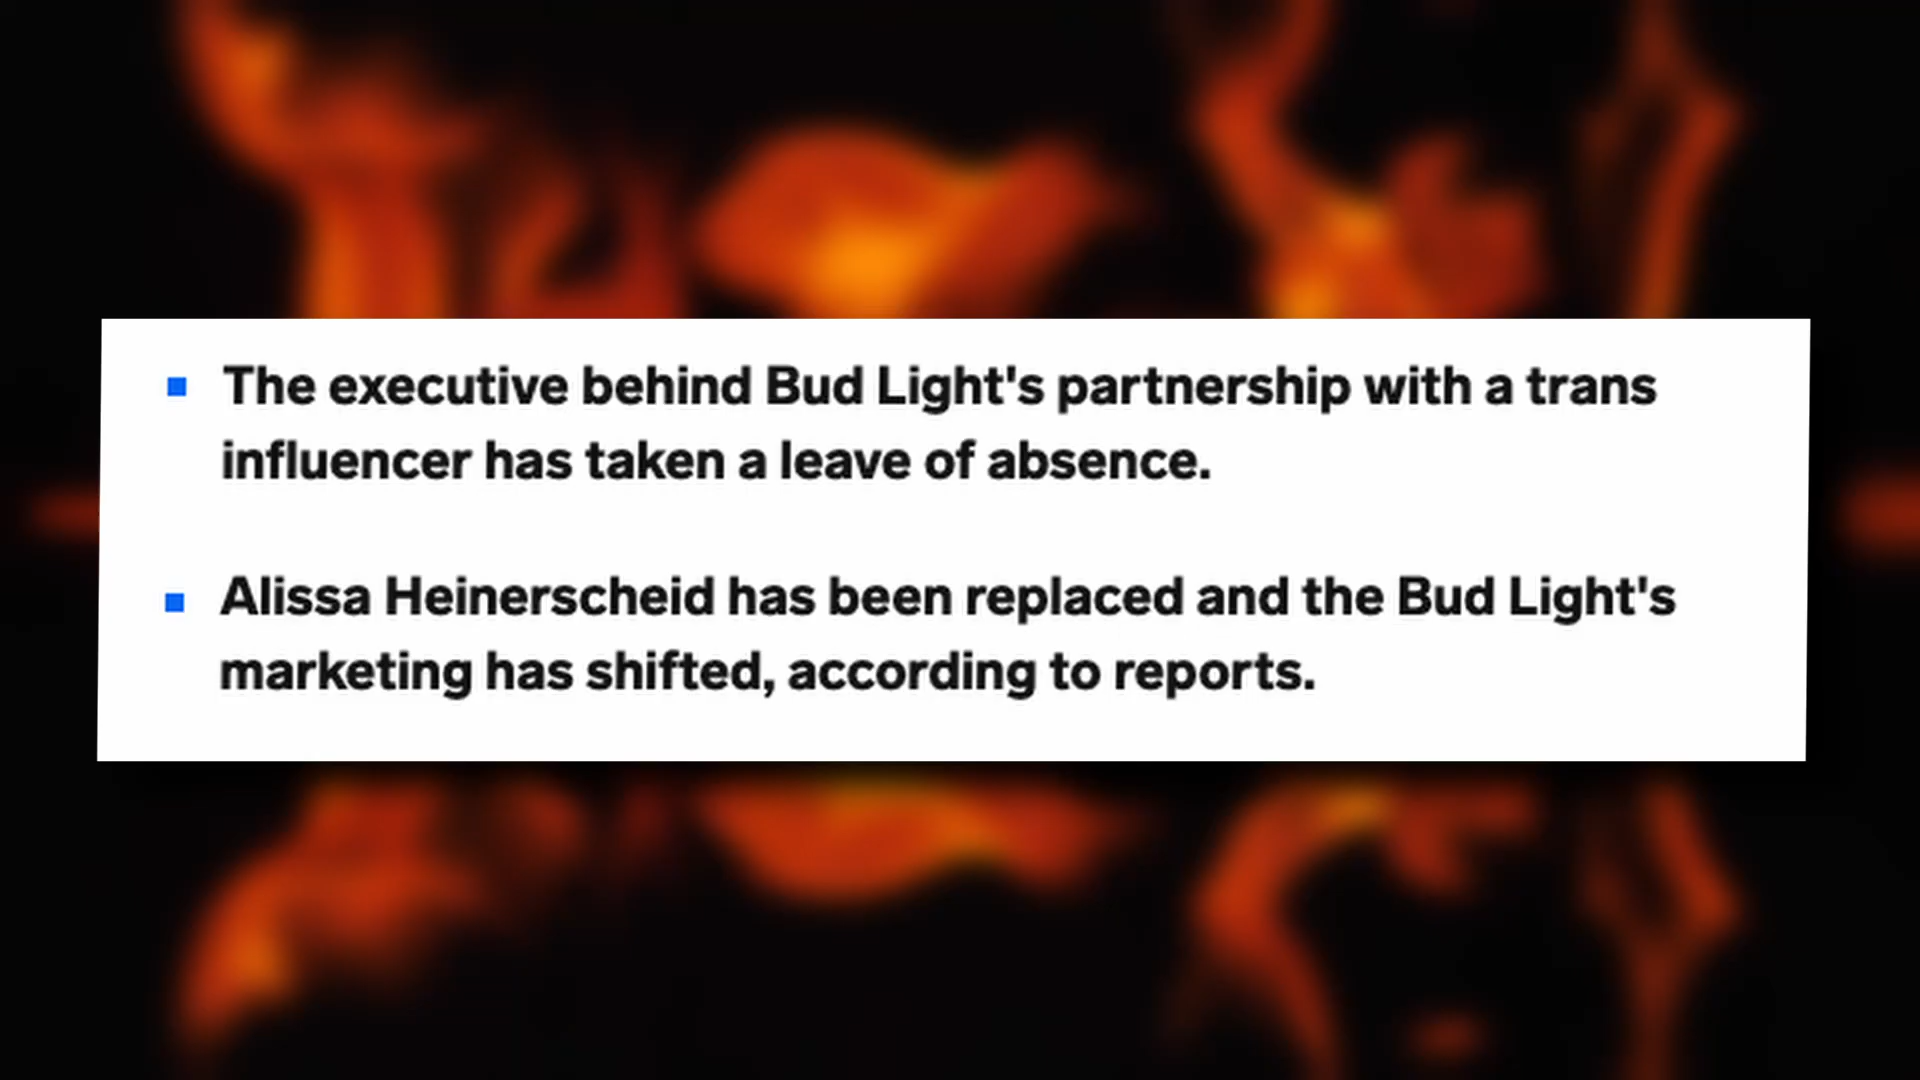 The executive behind Bud Light's partnership with a trans
influencer has taken a leave of absence.
Alissa Heinerscheid has been replaced and the Bud Light's
marketing has shifted, according to reports.